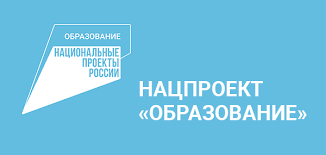 ОБРАЗОВАНИЕ
НАЦИОНАЛЬНЫЕ
ПРОЕКТЫ
РОССИИ
НАЦПРОЕКТ
«ОБРАЗОВАНИЕ»